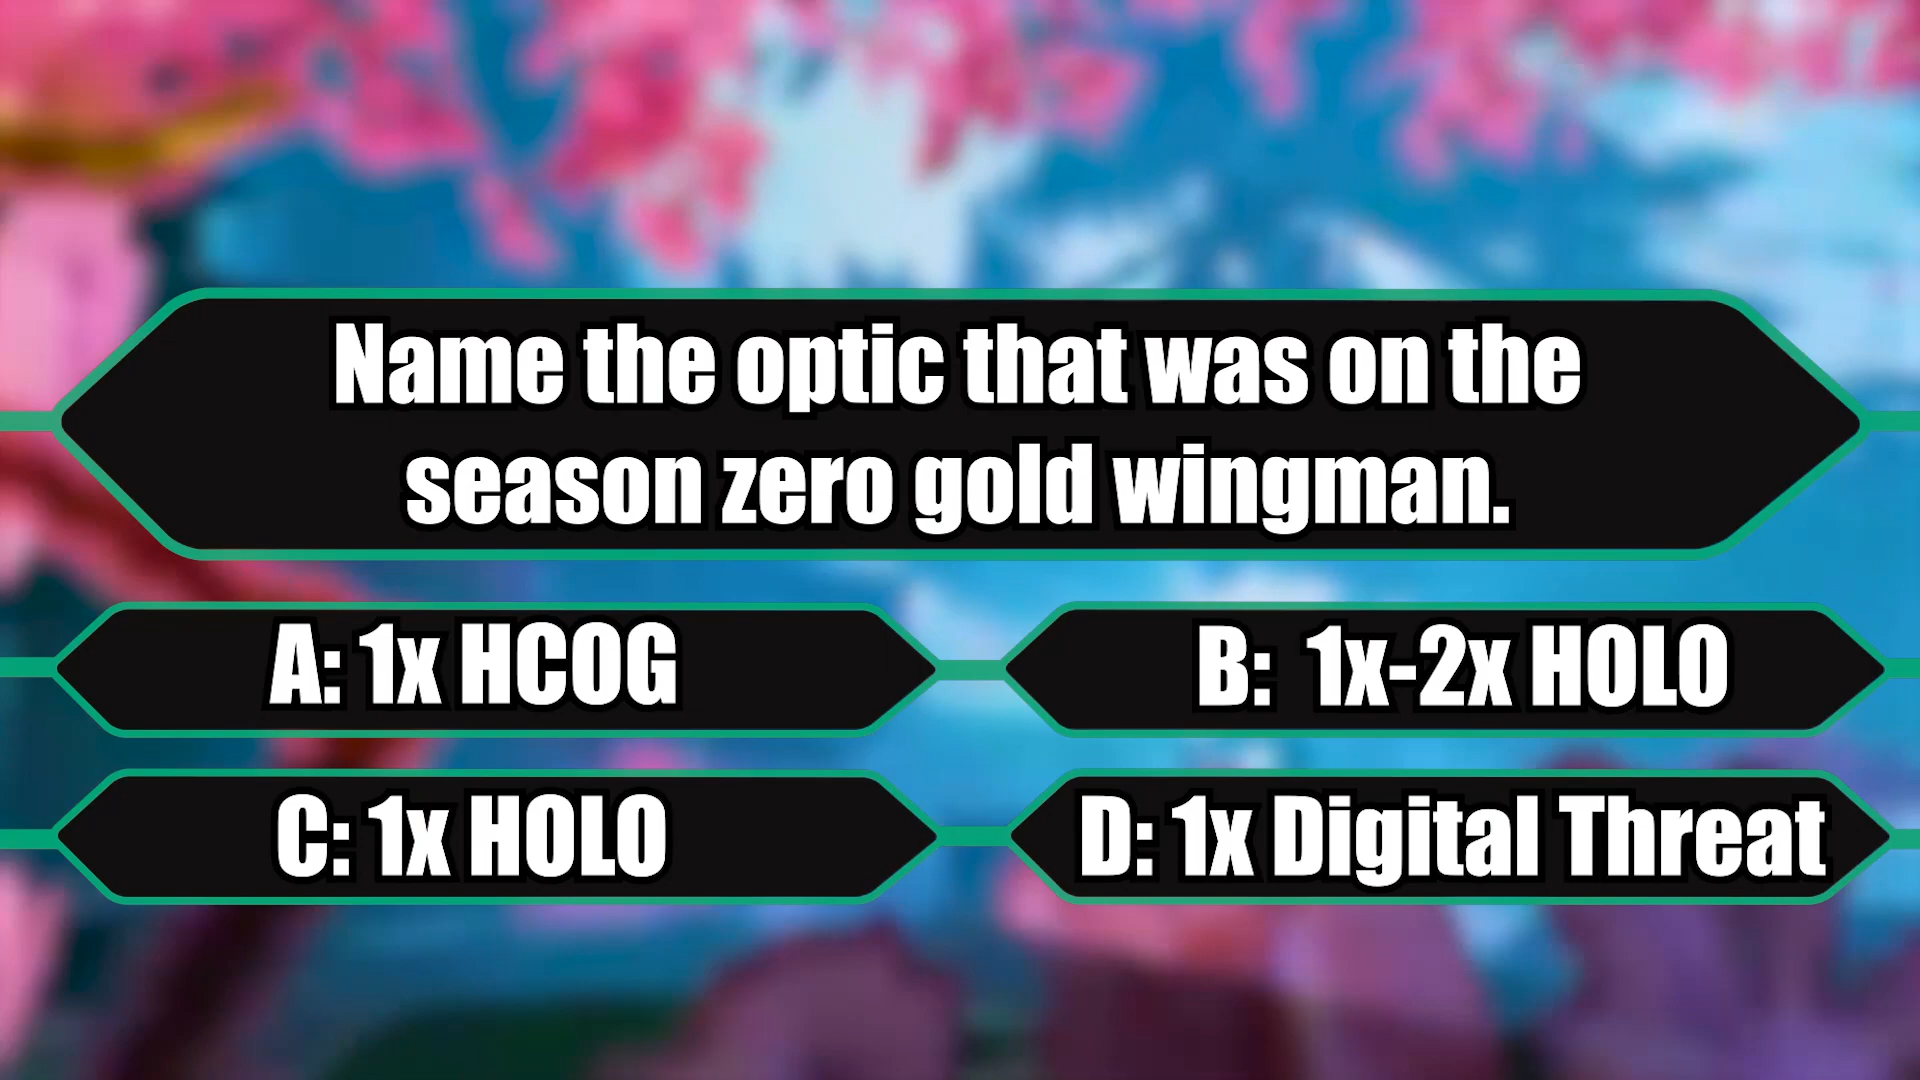 Name the optic that was on the
season zero gold wingman.
A: 1x HCOG
B: 1x-2x HOLO
C: 1x HOLO
D: 1x Digital Threat